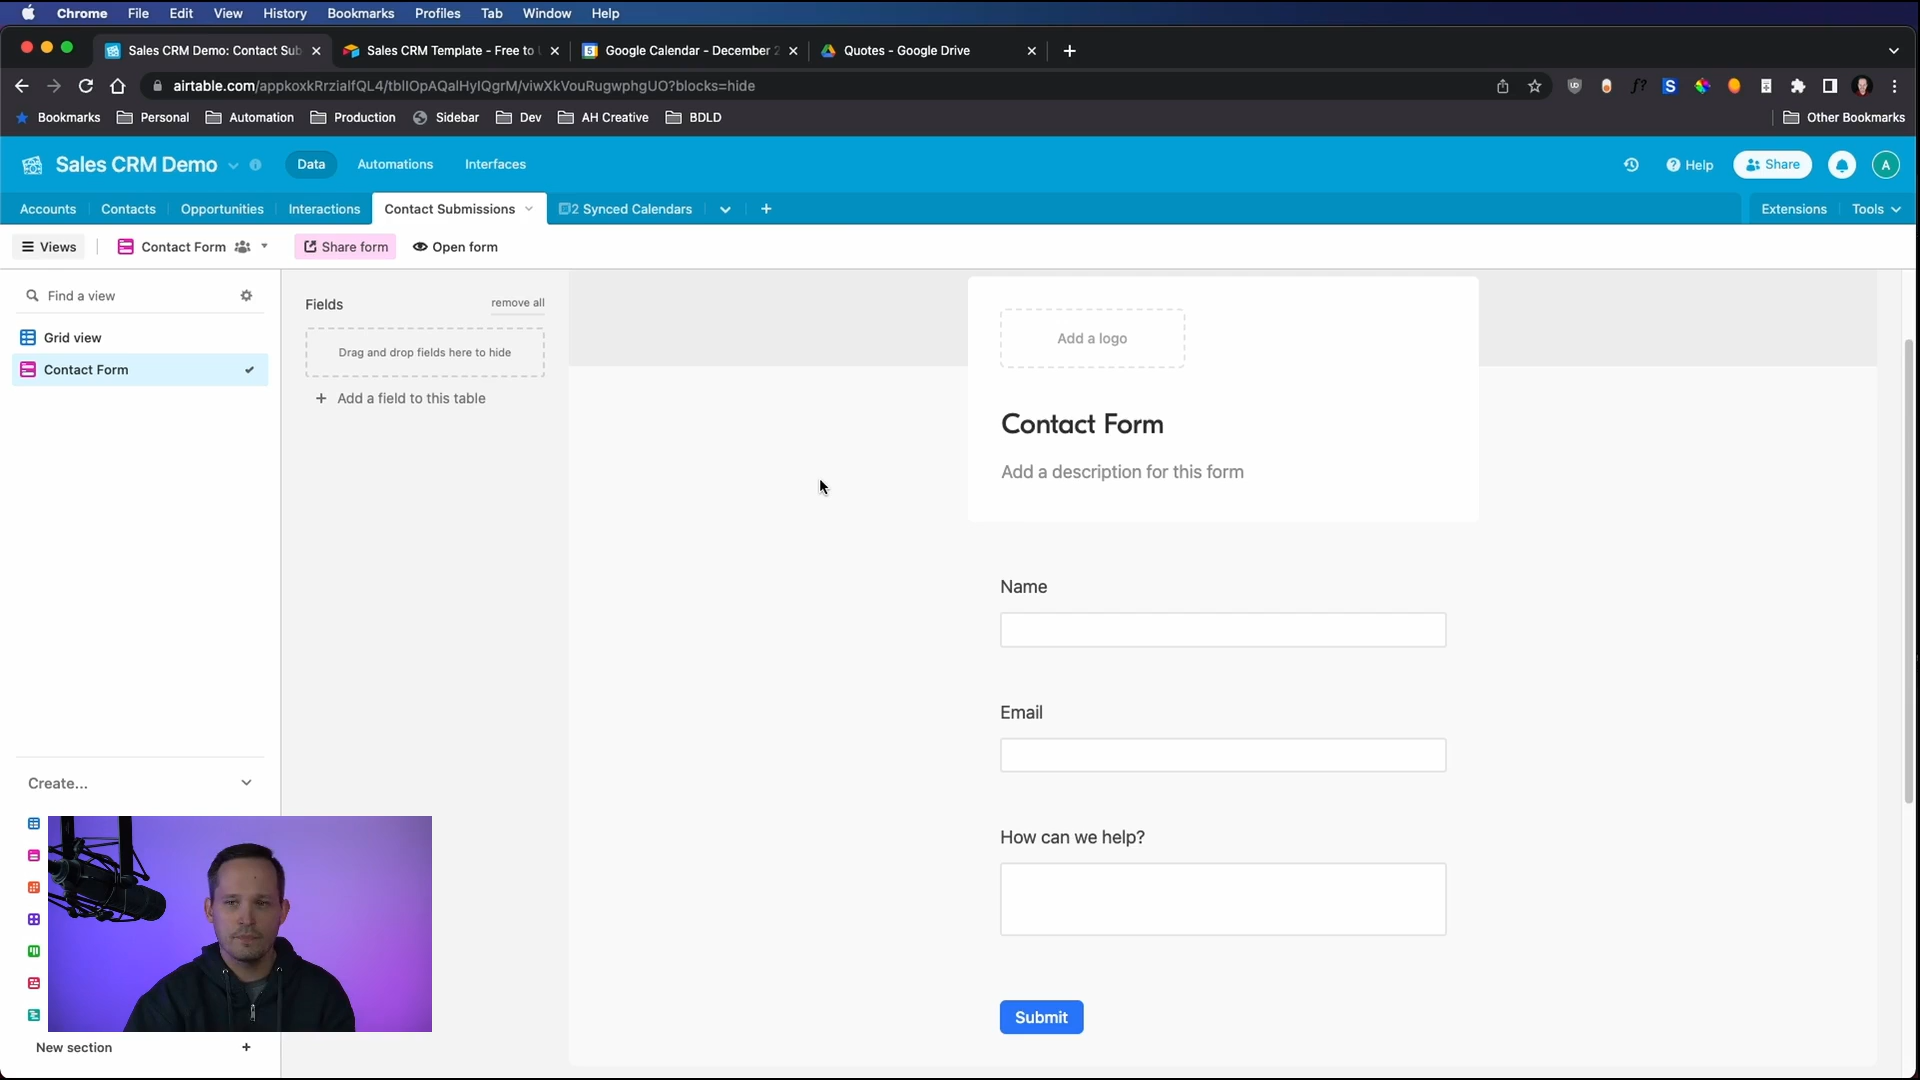 Chrome File Edit View History Bookmarks Profiles Tab Window Help
Sales CRM Demo: Contact Sub
Sales CRM Template - Free to
Google Calendar - December 2
Quotes - Google Drive
airtable.com/appkoxkRrzialfQL4/tblIOpAQalHyIQgrM/viwXkVouRugwphgUO?blocks=hide
Bookmarks Personal Automation Production Sidebar Dev AH Creative BDLD Other Bookmarks
Sales CRM Demo Data Automations Interfaces Help Share A
Accounts Contacts Opportunities Interactions Contact Submissions 2 Synced Calendars Extensions Tools
Views Contact Form Share form Open form
Find a view
Grid view
Contact Form
Create...
New section
Fields remove all
Drag and drop fields here to hide
Add a field to this table
Add a logo
Contact Form
Add a description for this form
Name
Email
How can we help?
Submit